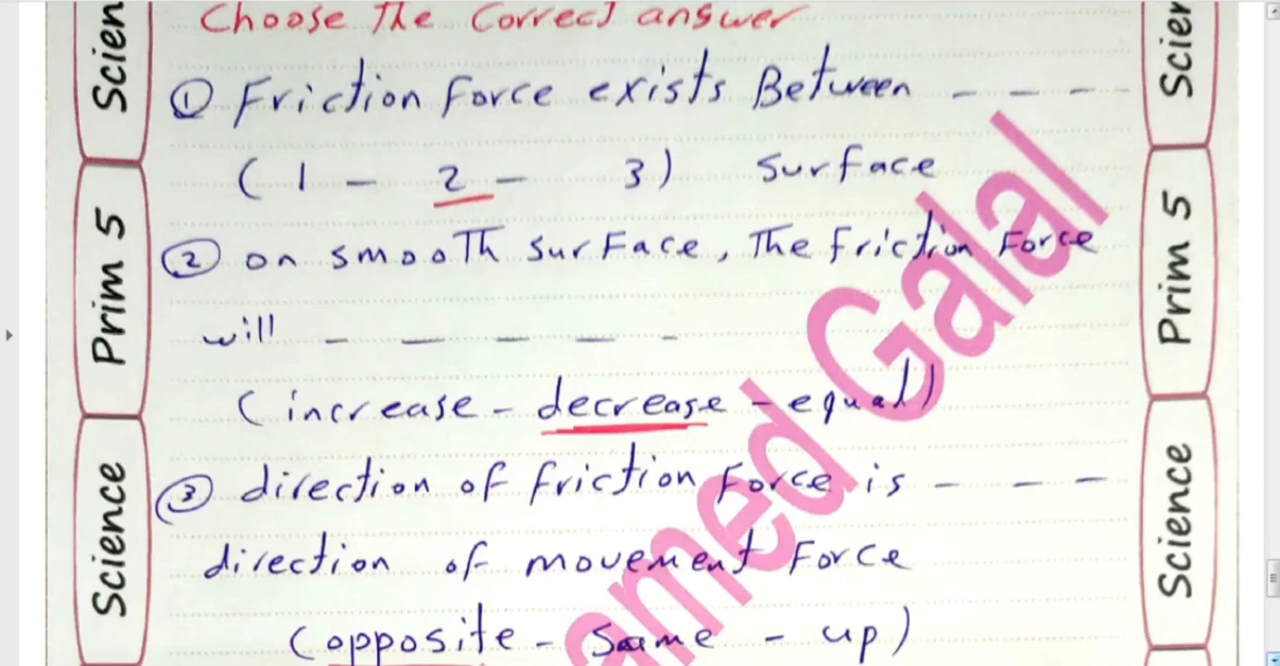 Choose The Correct answer
① Friction Force exists Between - - - -
( 1 - 2 - 3 ) Surface
② on smooth surface, The friction Force
will - - - - -
( increase - decrease - equal )
③ direction of friction Force is - - -
direction of movement Force
( opposite - same - up )
Scien
Prim 5
Science
Scien
Prim 5
Science
amed Galal